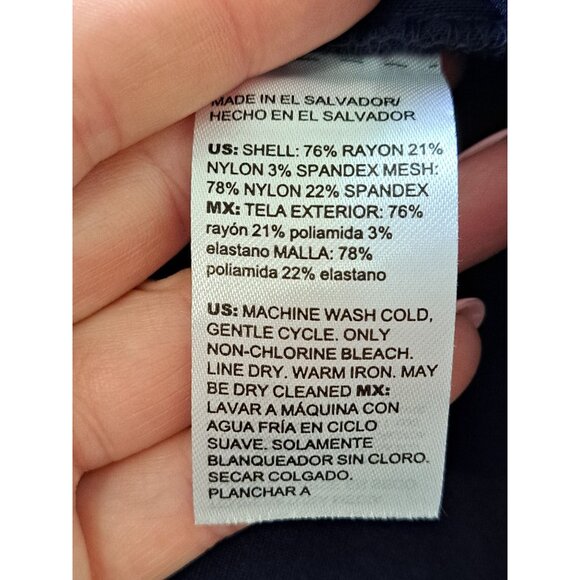 MADE IN EL SALVADOR/
HECHO EN EL SALVADOR
US: SHELL: 76% RAYON 21%
NYLON 3% SPANDEX MESH:
78% NYLON 22% SPANDEX
MX: TELA EXTERIOR: 76%
rayón 21% poliamida 3%
elastano MALLA: 78%
poliamida 22% elastano
US: MACHINE WASH COLD,
GENTLE CYCLE. ONLY
NON-CHLORINE BLEACH.
LINE DRY. WARM IRON. MAY
BE DRY CLEANED MX:
LAVAR A MÁQUINA CON
AGUA FRÍA EN CICLO
SUAVE. SOLAMENTE
BLANQUEADOR SIN CLORO.
SECAR COLGADO.
PLANCHAR A